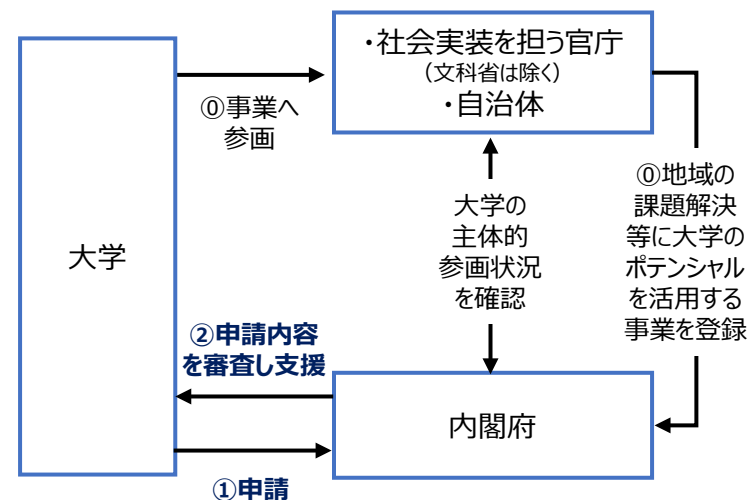 ・社会実装を担う官庁
（文科省は除く）
・自治体
⓪事業へ
参画
⓪地域の
課題解決
等に大学の
ポテンシャル
を活用する
事業を登録
大学の
主体的
参画状況
を確認
大学
②申請内容
を審査し支援
内閣府
①申請